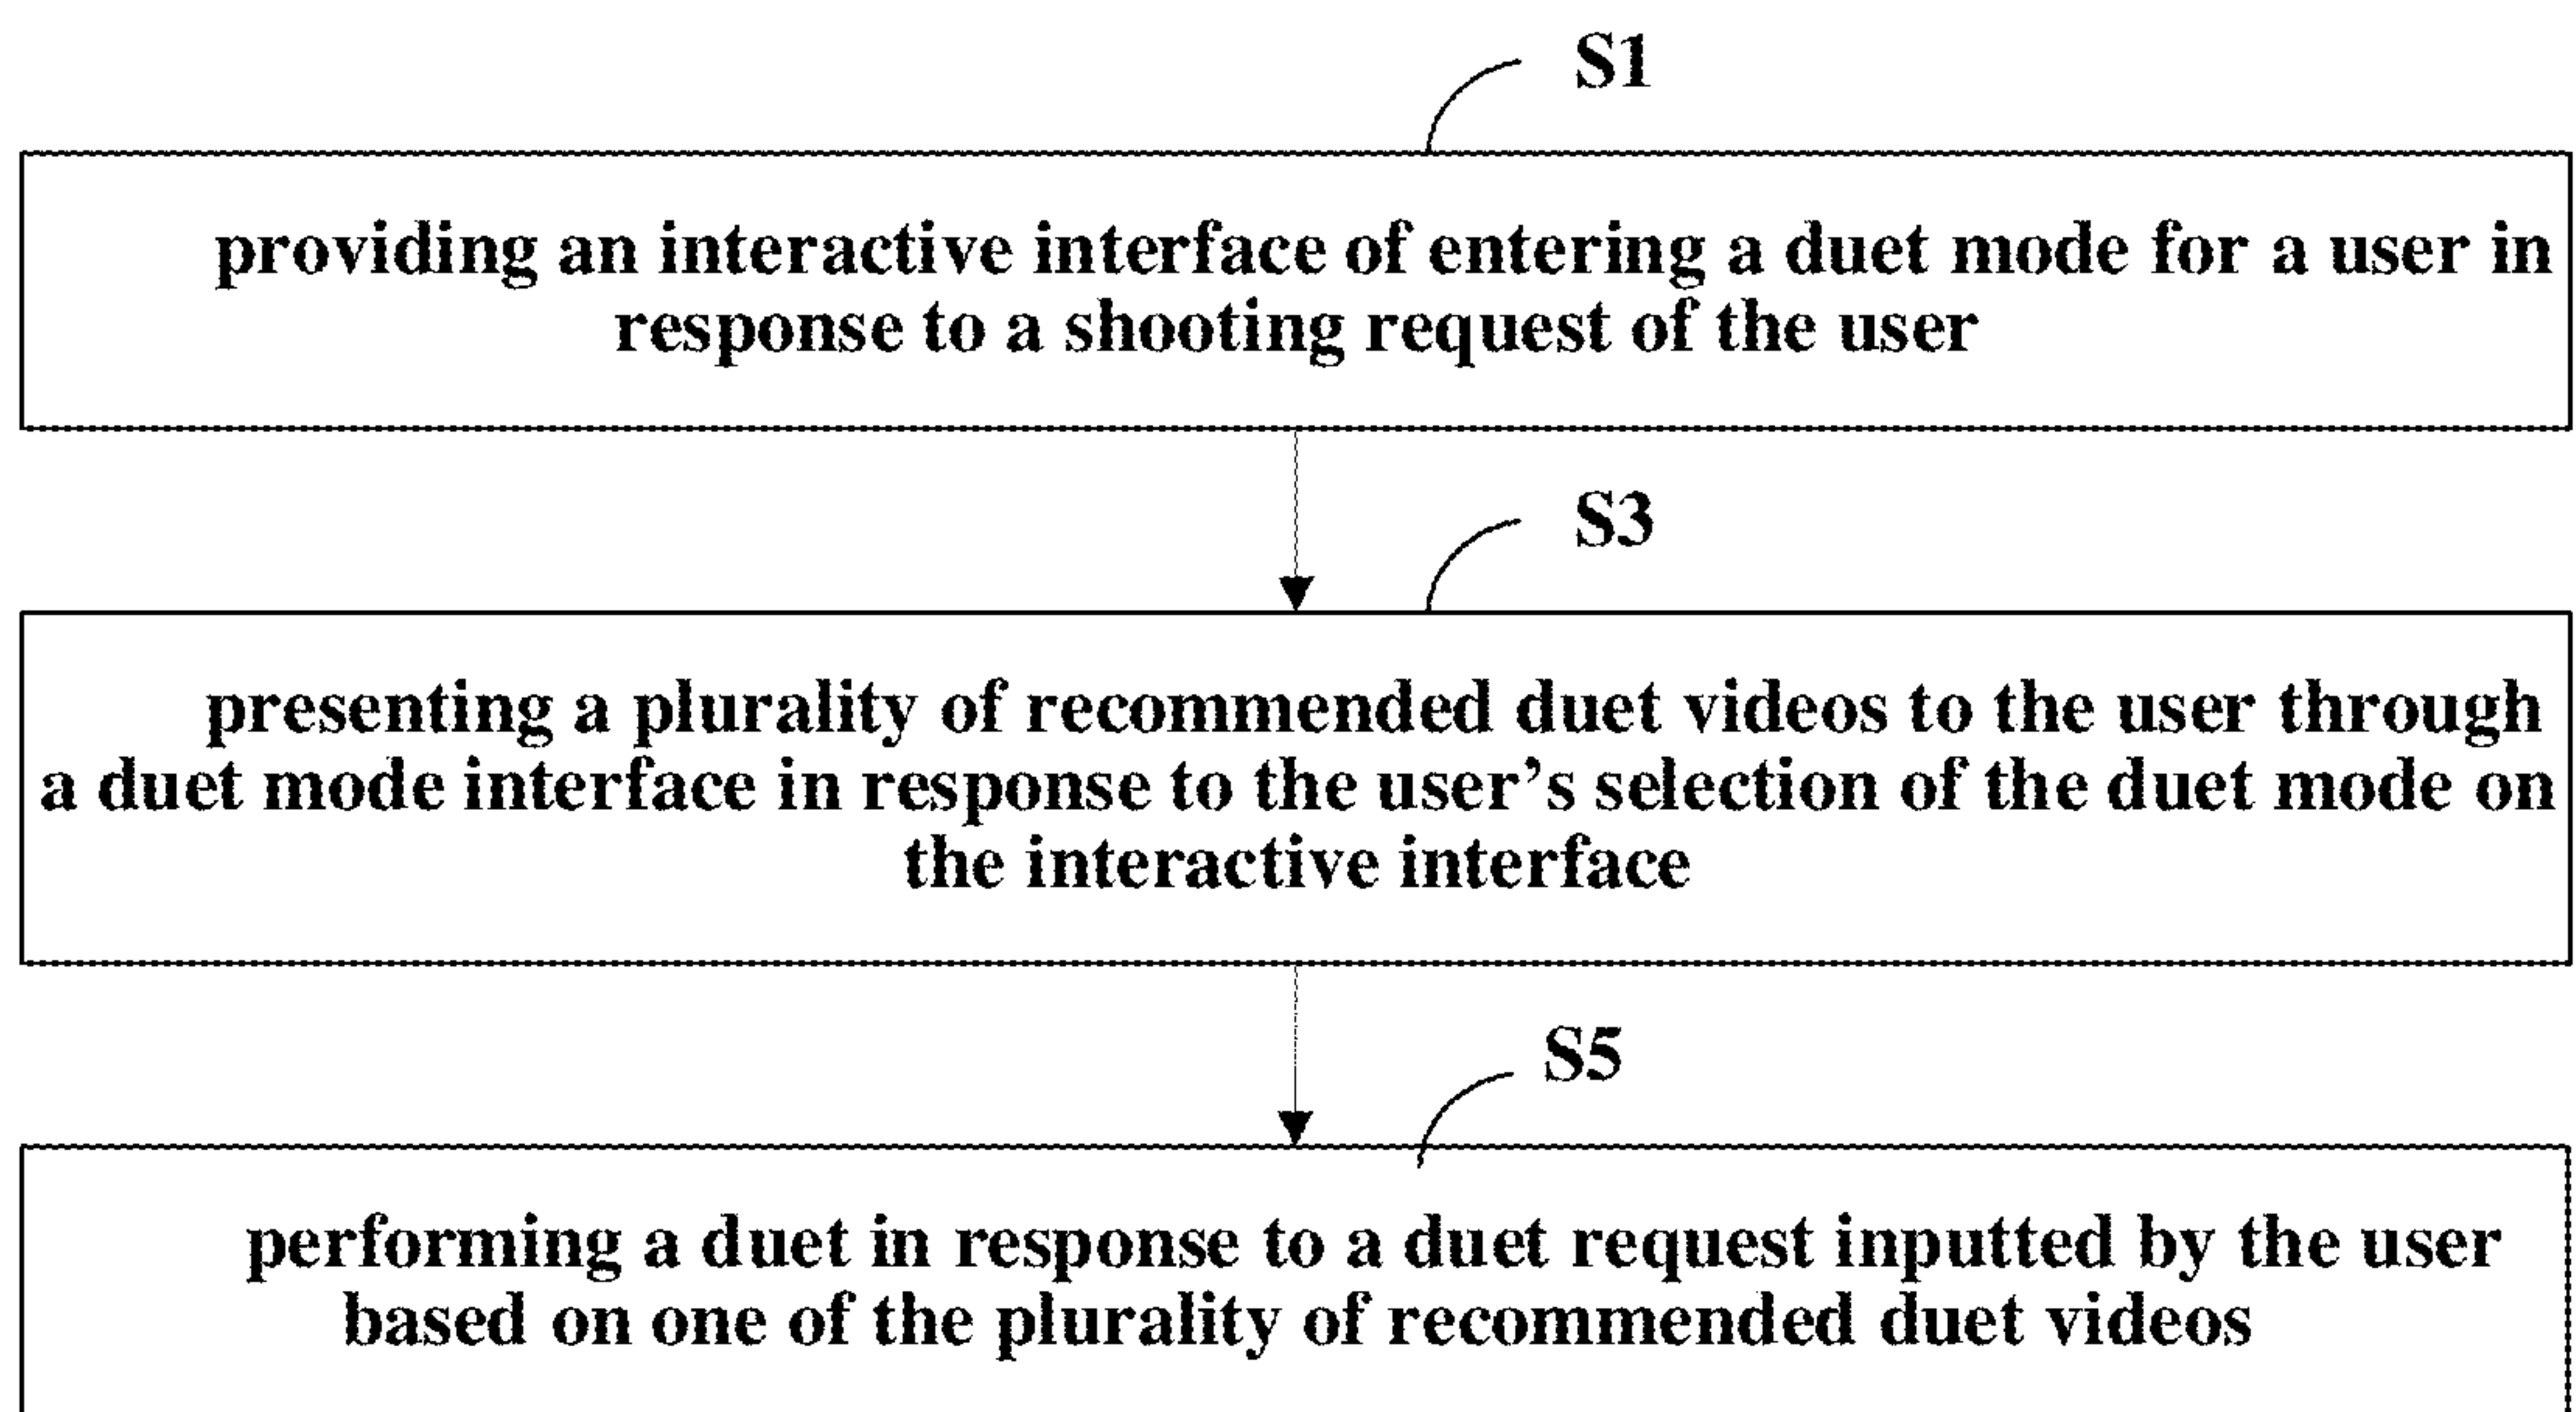 S1
providing an interactive interface of entering a duet mode for a user in
response to a shooting request of the user
S3
presenting a plurality of recommended duet videos to the user through
a duet mode interface in response to the user’s selection of the duet mode on
the interactive interface
S5
performing a duet in response to a duet request inputted by the user
based on one of the plurality of recommended duet videos